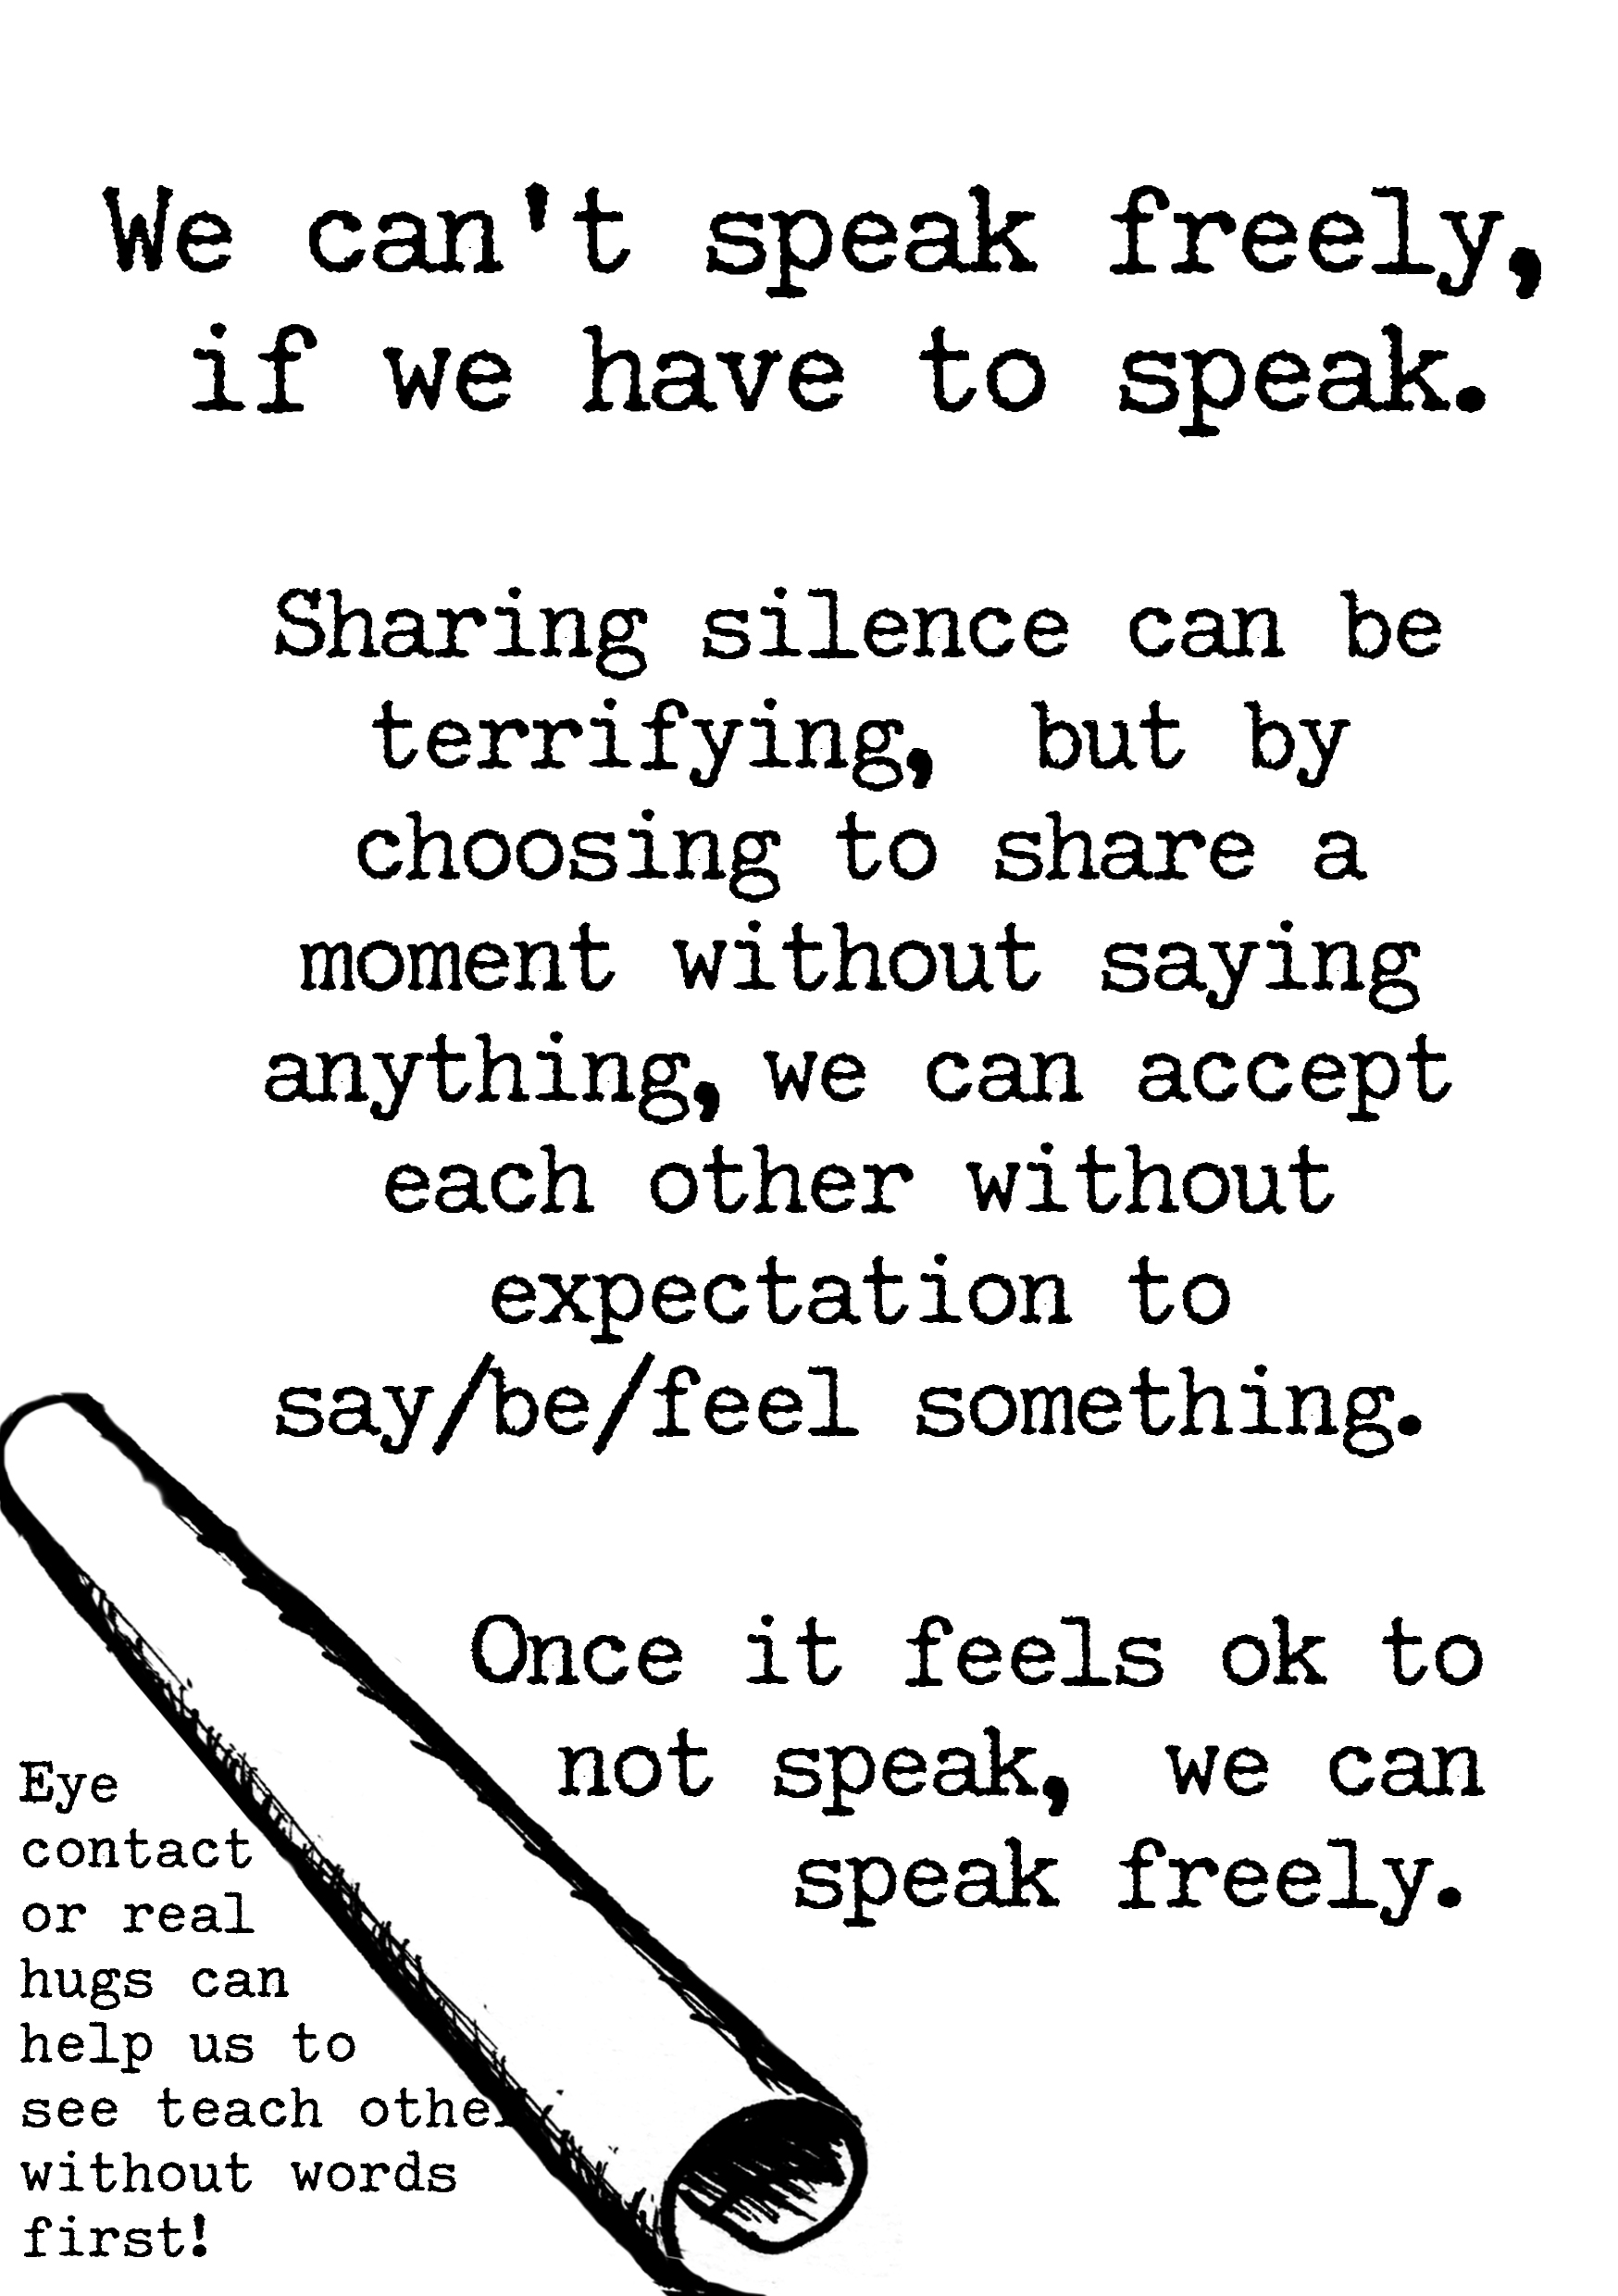 We can't speak freely,
if we have to speak.
Sharing silence can be
terrifying, but by
choosing to share a
moment without saying
anything, we can accept
each other without
expectation to
say/be/feel something.
Once it feels ok to
not speak, we can
speak freely.
Eye
contact
or real
hugs can
help us to
see teach other
without words
first!